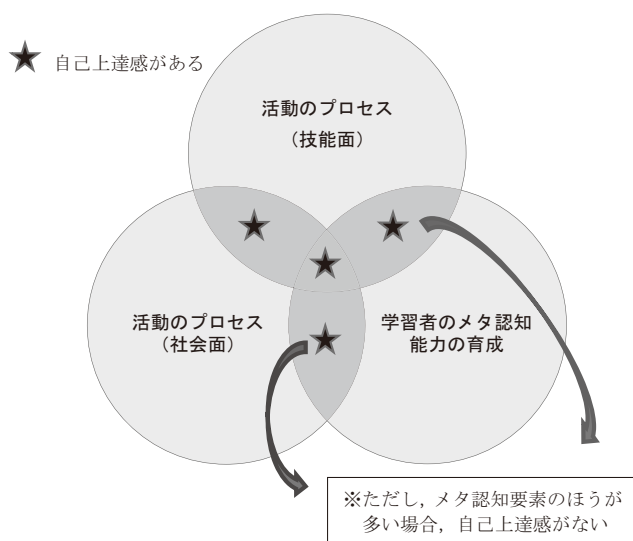 自己上達感がある
活動のプロセス
（技能面）
活動のプロセス
（社会面）
学習者のメタ認知
能力の育成
※ただし，メタ認知要素のほうが
多い場合，自己上達感がない